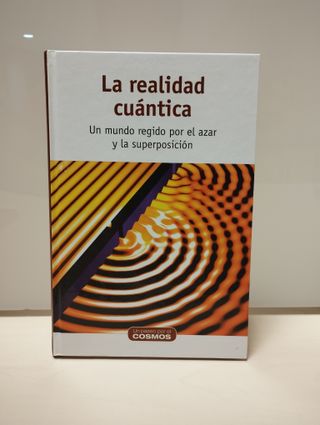 La realidad
cuántica
Un mundo regido por el azar
y la superposición
Un paseo por el
COSMOS